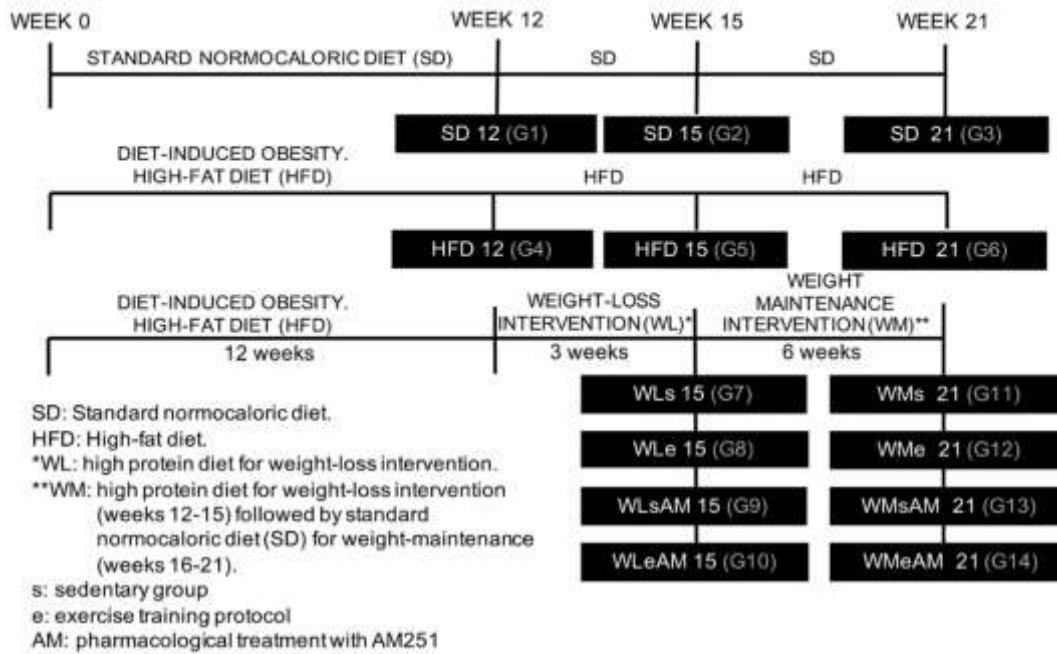 WEEK 0 WEEK 12 WEEK 15 WEEK 21
STANDARD NORMOCALORIC DIET (SD) SD SD
SD 12 (G1) SD 15 (G2) SD 21 (G3)
DIET-INDUCED OBESITY.
HIGH-FAT DIET (HFD) HFD HFD
HFD 12 (G4) HFD 15 (G5) HFD 21 (G6)
DIET-INDUCED OBESITY.
HIGH-FAT DIET (HFD)
12 weeks
WEIGHT-LOSS
INTERVENTION (WL)*
3 weeks
WEIGHT
MAINTENANCE
INTERVENTION (WM)**
6 weeks
WLs 15 (G7) WMs 21 (G11)
WLe 15 (G8) WMe 21 (G12)
WLsAM 15 (G9) WMsAM 21 (G13)
WLeAM 15 (G10) WMeAM 21 (G14)
SD: Standard normocaloric diet.
HFD: High-fat diet.
*WL: high protein diet for weight-loss intervention.
**WM: high protein diet for weight-loss intervention
(weeks 12-15) followed by standard
normocaloric diet (SD) for weight-maintenance
(weeks 16-21).
s: sedentary group
e: exercise training protocol
AM: pharmacological treatment with AM251